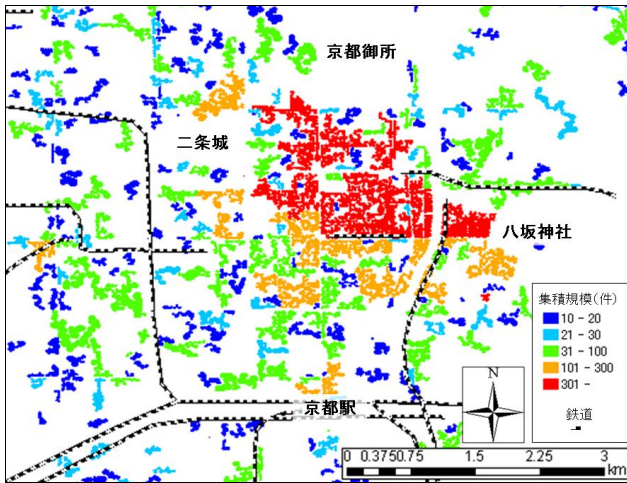 京都御所
二条城
八坂神社
集積規模(件)
10 - 20
21 - 30
31 - 100
101 - 300
301 -
鉄道
京都駅
N
0 0.3750.75 1.5 2.25 3
km